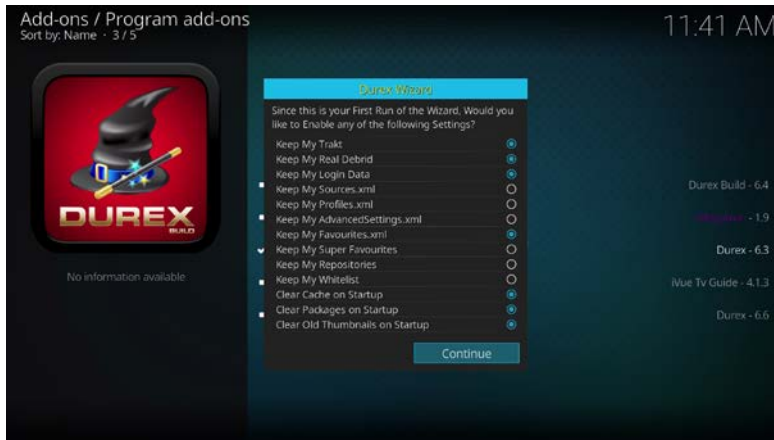 Add-ons / Program add-ons
Sort by: Name · 3 / 5
11:41 AM
DUREX
BUILD
No information available
Durex Wizard
Since this is your First Run of the Wizard, Would you
like to Enable any of the following Settings?
Keep My Trakt
Keep My Real Debrid
Keep My Login Data
Keep My Sources.xml
Keep My Profiles.xml
Keep My AdvancedSettings.xml
Keep My Favourites.xml
Keep My Super Favourites
Keep My Repositories
Keep My Whitelist
Clear Cache on Startup
Clear Packages on Startup
Clear Old Thumbnails on Startup
Continue
Durex Build - 6.4
- 1.9
Durex - 6.3
iVue Tv Guide - 4.1.3
Durex - 6.6